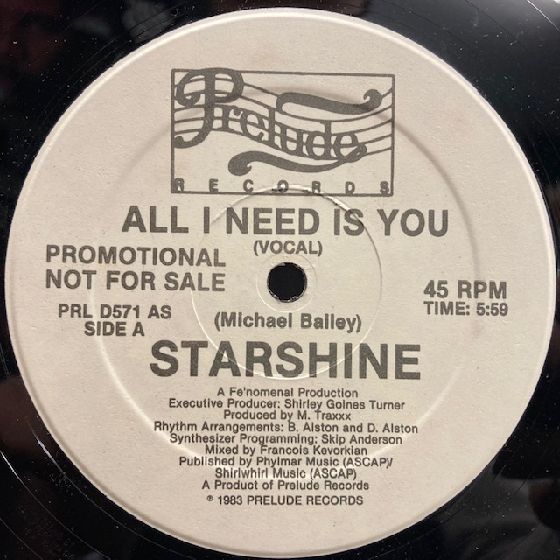 Prelude
RECORDS
ALL I NEED IS YOU
(VOCAL)
PROMOTIONAL
NOT FOR SALE
PRL D571 AS
SIDE A
45 RPM
TIME: 5:59
(Michael Bailey)
STARSHINE
A Fe'nomenal Production
Executive Producer: Shirley Goines Turner
Produced by M. Traxxx
Rhythm Arrangements: B. Alston and D. Alston
Synthesizer Programming: Skip Anderson
Mixed by Francois Kevorkian
Published by Phylmar Music (ASCAP)/
Shirlwhirl Music (ASCAP)
A Product of Prelude Records
℗ 1983 PRELUDE RECORDS